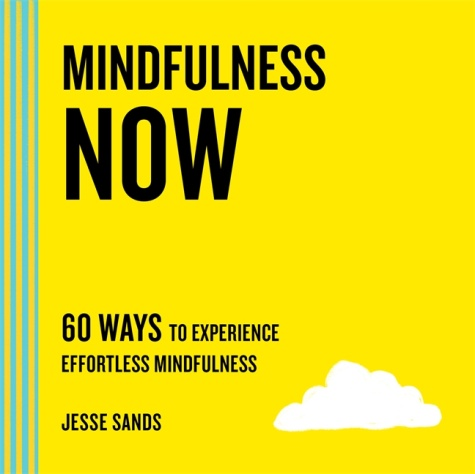 MINDFULNESS
NOW
60 WAYS TO EXPERIENCE
EFFORTLESS MINDFULNESS
JESSE SANDS